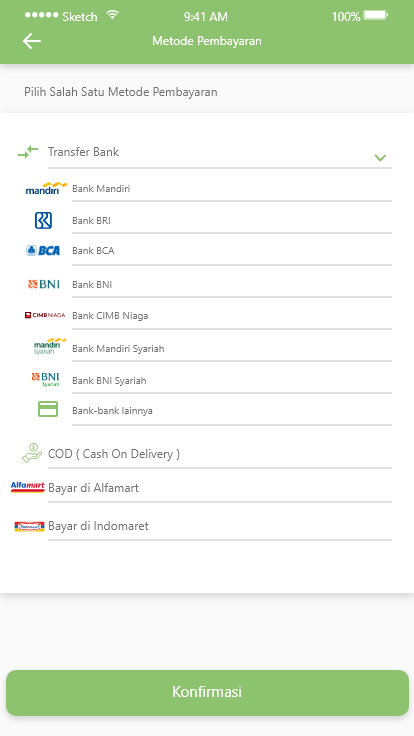 Sketch 9:41 AM 100%
Metode Pembayaran
Pilih Salah Satu Metode Pembayaran
Transfer Bank
mandiri Bank Mandiri
Bank BRI
BCA Bank BCA
BNI Bank BNI
CIMB NIAGA Bank CIMB Niaga
mandiri syariah Bank Mandiri Syariah
BNI Syariah Bank BNI Syariah
Bank-bank lainnya
COD ( Cash On Delivery )
Alfamart Bayar di Alfamart
Bayar di Indomaret
Konfirmasi